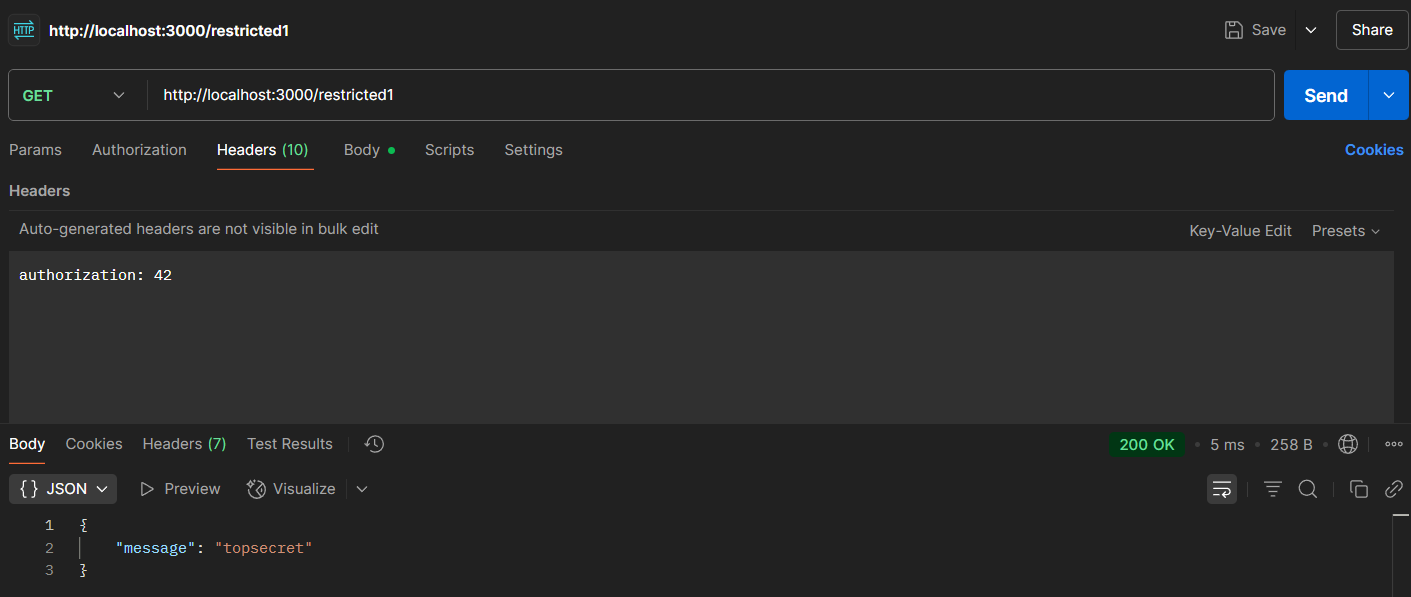 HTTP http://localhost:3000/restricted1 Save Share
GET http://localhost:3000/restricted1 Send
Params Authorization Headers (10) Body Scripts Settings Cookies
Headers
Auto-generated headers are not visible in bulk edit Key-Value Edit Presets
authorization: 42
Body Cookies Headers (7) Test Results 200 OK • 5 ms • 258 B •
{} JSON Preview Visualize
1 {
2 "message": "topsecret"
3 }